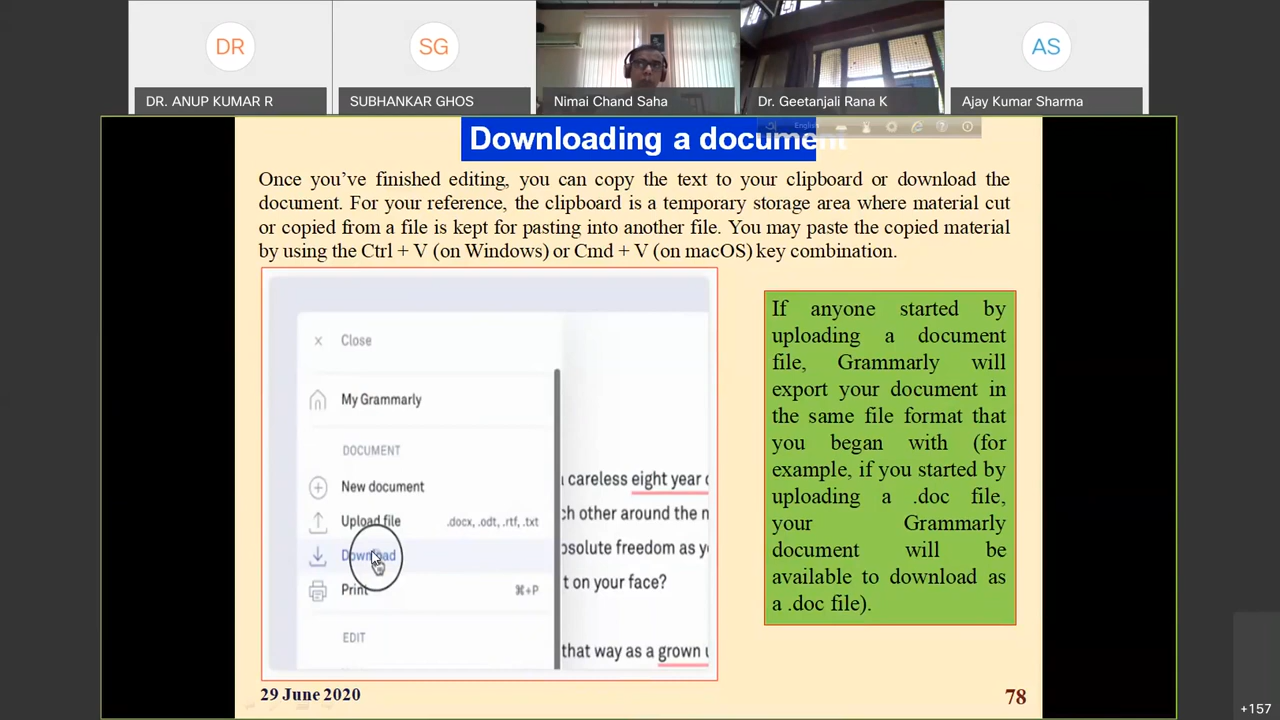 DR
SG
AS
DR. ANUP KUMAR R
SUBHANKAR GHOS
Nimai Chand Saha
Dr. Geetanjali Rana K
Ajay Kumar Sharma
English
Downloading a document
Once you've finished editing, you can copy the text to your clipboard or download the
document. For your reference, the clipboard is a temporary storage area where material cut
or copied from a file is kept for pasting into another file. You may paste the copied material
by using the Ctrl + V (on Windows) or Cmd + V (on macOS) key combination.
× Close
My Grammarly
DOCUMENT
New document
Upload file .docx, .odt, .rtf, .txt
Download
Print ⌘+P
EDIT
careless eight year
ch other around the
bsolute freedom as
t on your face?
that way as a grown
If anyone started by
uploading a document
file, Grammarly will
export your document in
the same file format that
you began with (for
example, if you started by
uploading a .doc file,
your Grammarly
document will be
available to download as
a .doc file).
29 June 2020
78
+157